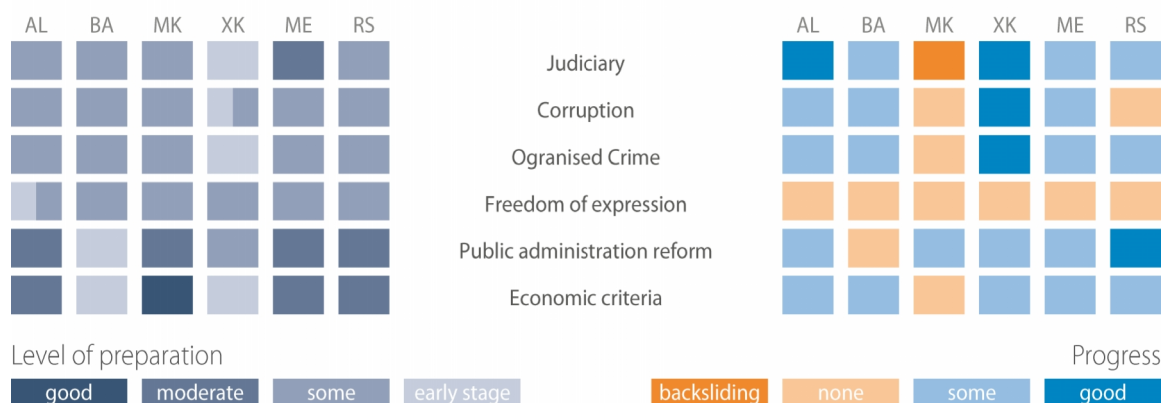 AL BA MK XK ME RS AL BA MK XK ME RS
Judiciary
Corruption
Ogranised Crime
Freedom of expression
Public administration reform
Economic criteria
Level of preparation Progress
good moderate some early stage backsliding none some good